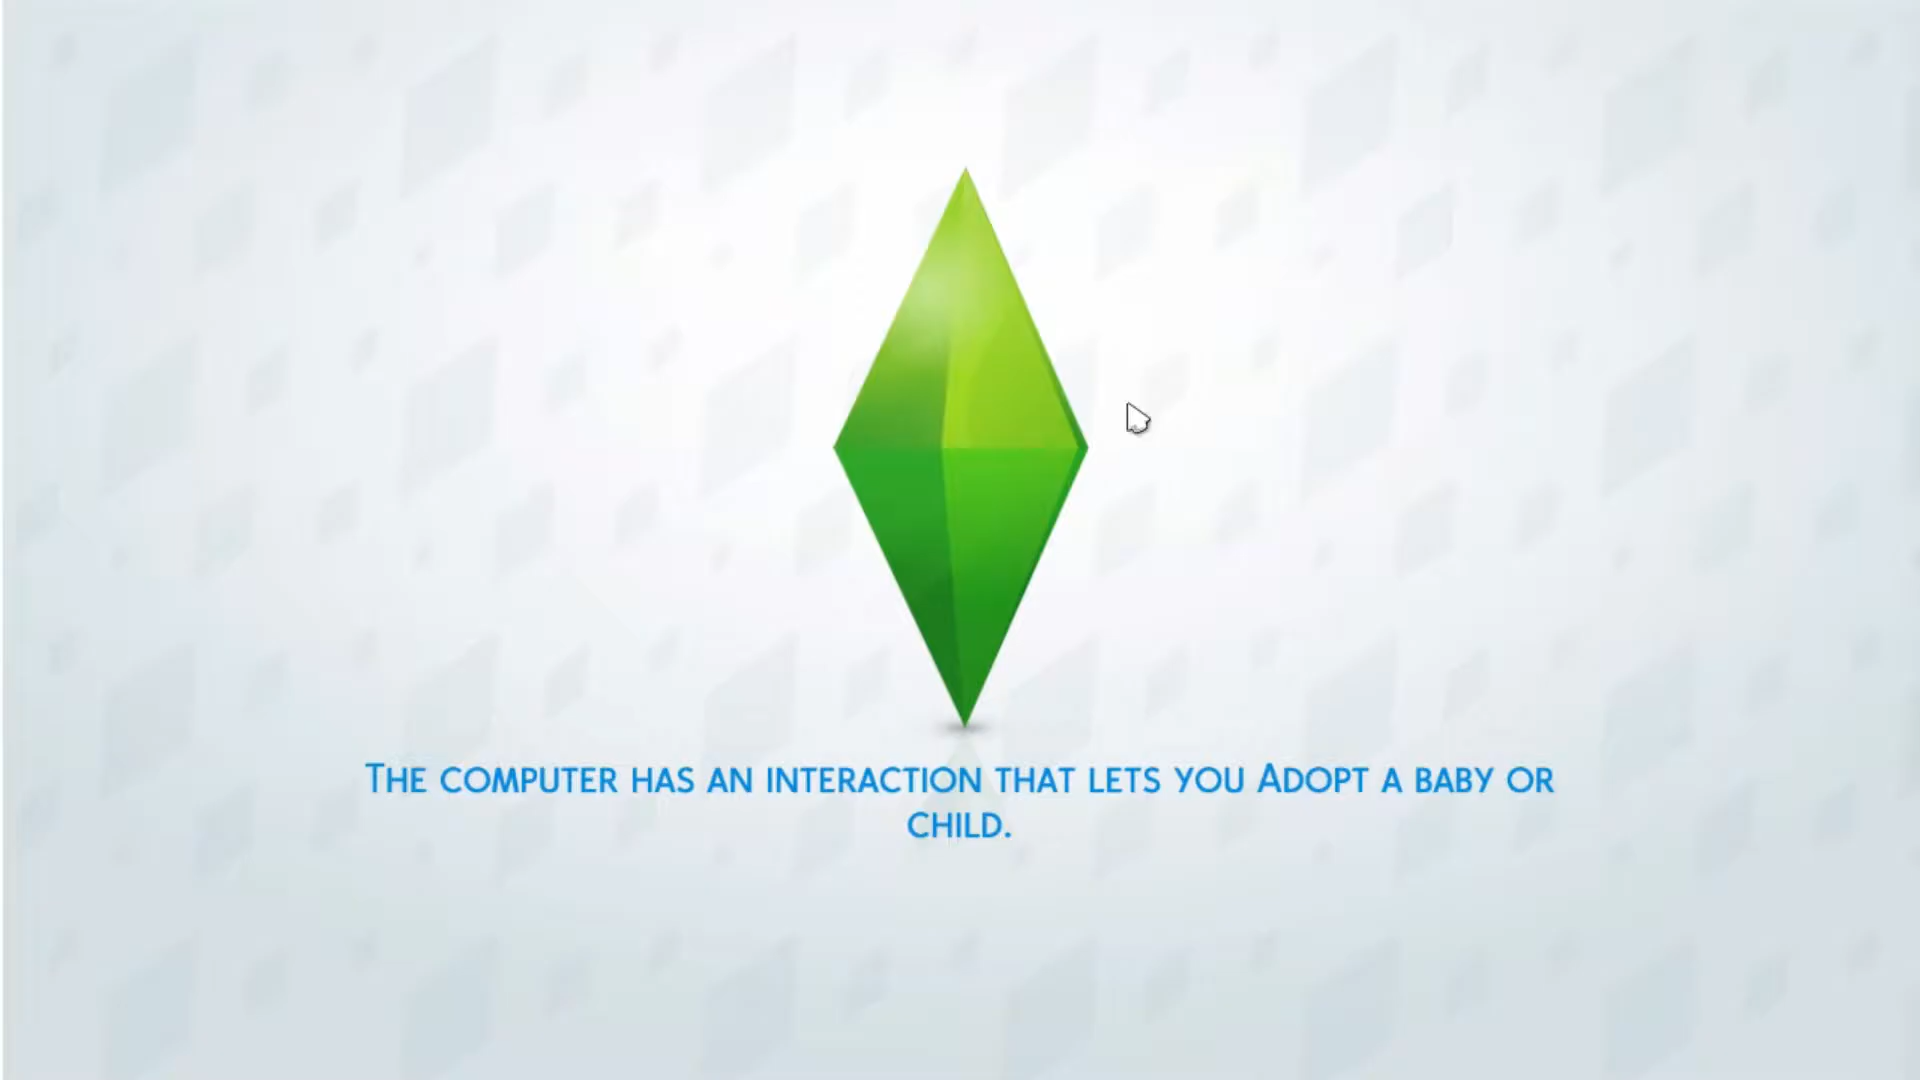 The computer has an interaction that lets you Adopt a baby or
child.